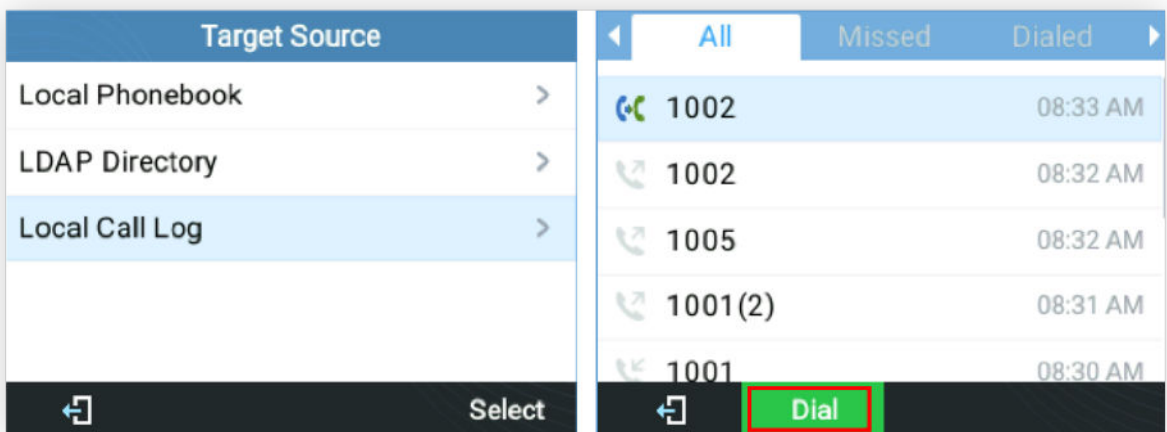 Target Source
Local Phonebook
LDAP Directory
Local Call Log
Select
All Missed Dialed
1002 08:33 AM
1002 08:32 AM
1005 08:32 AM
1001(2) 08:31 AM
1001 08:30 AM
Dial